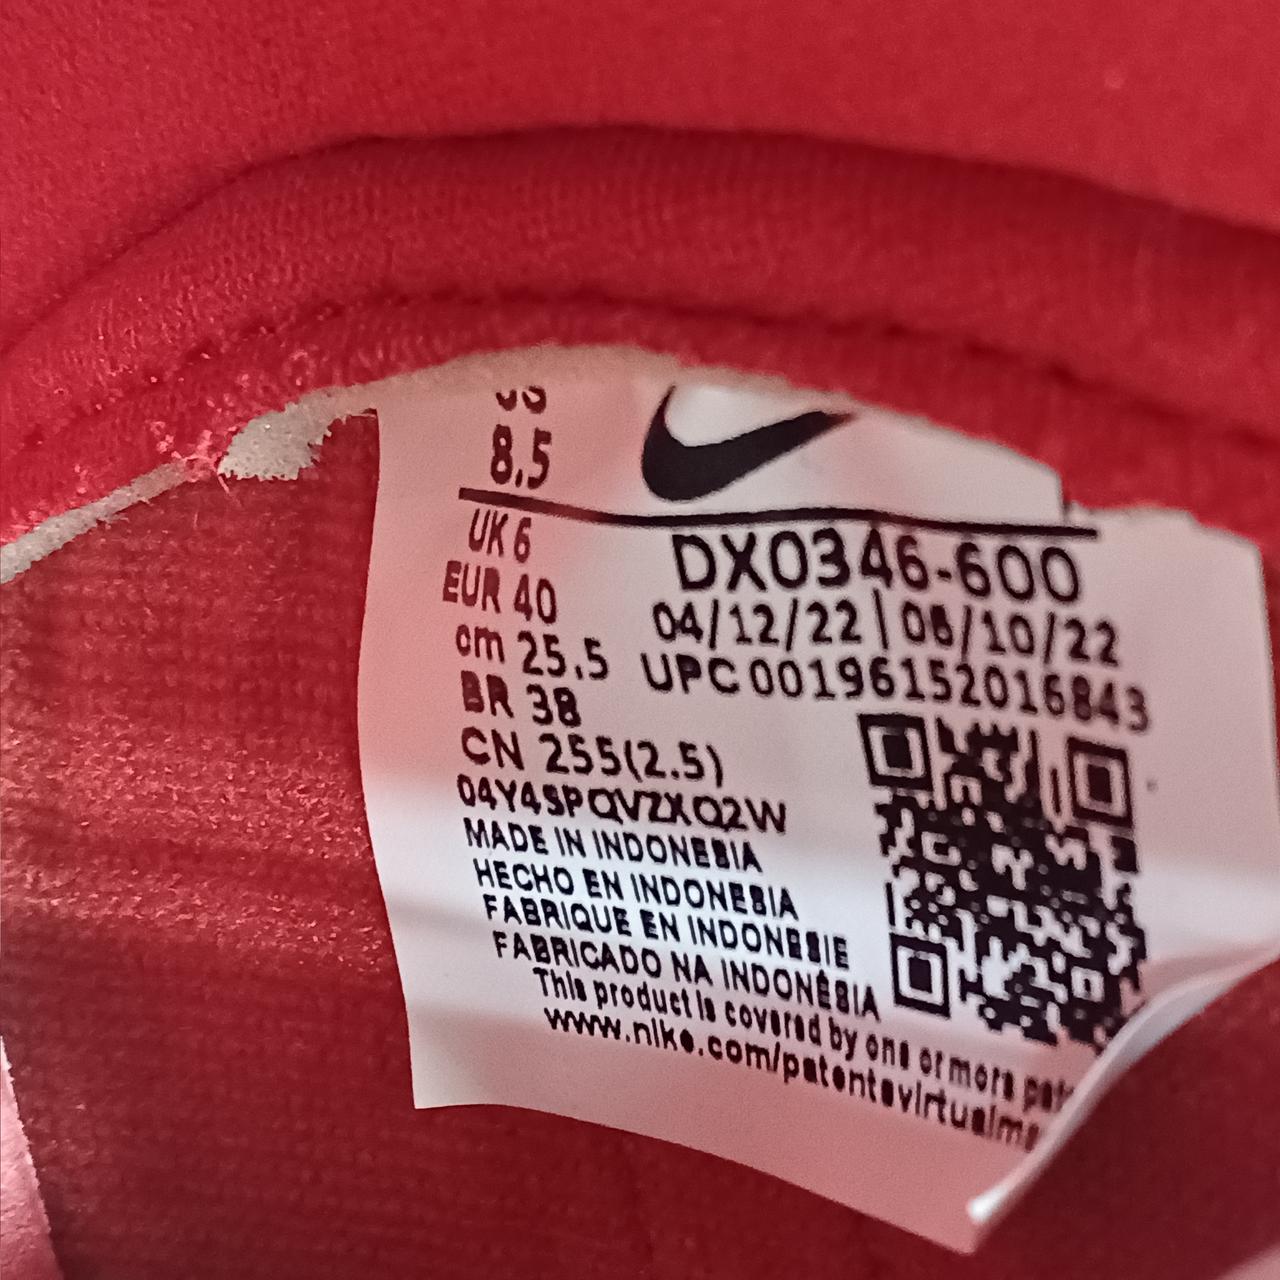 US
8.5
UK 6
EUR 40
cm 25.5
BR 38
CN 255(2.5)
DX0346-600
04/12/22 | 08/10/22
UPC 00196152016843
04Y4SPQVZXQ2W
MADE IN INDONESIA
HECHO EN INDONESIA
FABRIQUE EN INDONESIE
FABRICADO NA INDONÉSIA
This product is covered by one or more
www.nike.com/patents